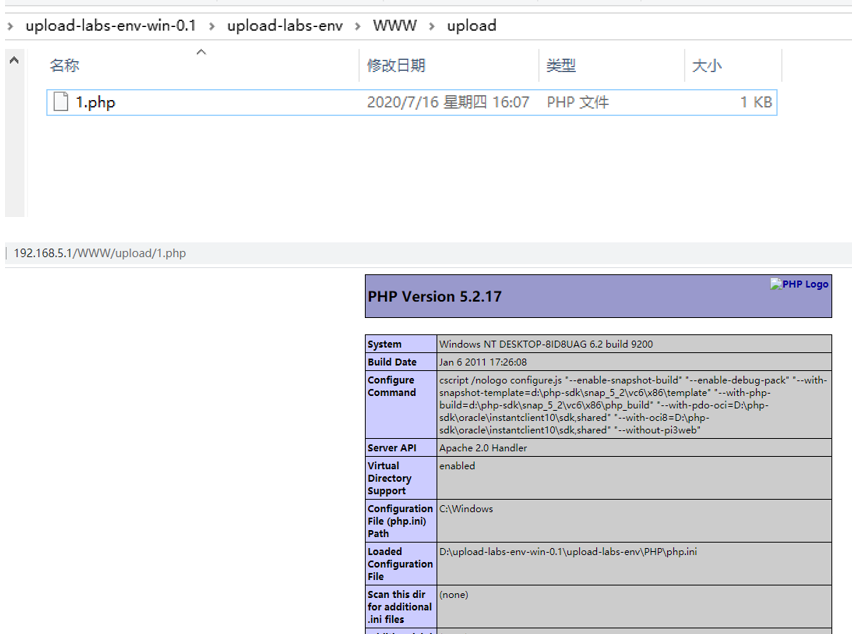 upload-labs-env-win-0.1 › upload-labs-env › WWW › upload
名称 修改日期 类型 大小
1.php 2020/7/16 星期四 16:07 PHP 文件 1 KB
192.168.5.1/WWW/upload/1.php
PHP Version 5.2.17
PHP Logo
System Windows NT DESKTOP-8ID8UAG 6.2 build 9200
Build Date Jan 6 2011 17:26:08
Configure Command
cscript /nologo configure.js "--enable-snapshot-build" "--enable-debug-pack" "--with-
snapshot-template=d:\php-sdk\snap_5_2\vc6\x86\template" "--with-php-
build=d:\php-sdk\snap_5_2\vc6\x86\php_build" "--with-pdo-oci=D:\php-
sdk\oracle\instantclient10\sdk,shared" "--with-oci8=D:\php-
sdk\oracle\instantclient10\sdk,shared" "--without-pi3web"
Server API Apache 2.0 Handler
Virtual
Directory
Support
enabled
Configuration
File (php.ini)
Path
C:\Windows
Loaded
Configuration
File
D:\upload-labs-env-win-0.1\upload-labs-env\PHP\php.ini
Scan this dir
for additional
.ini files
(none)